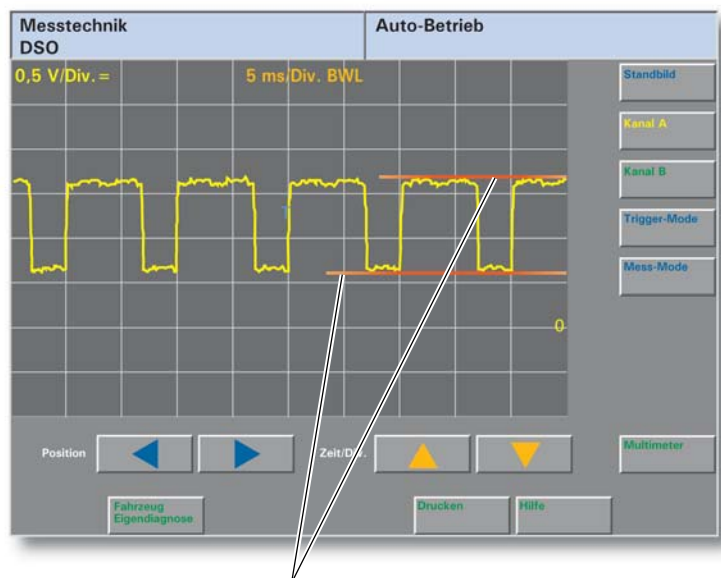 Messtechnik
DSO
Auto-Betrieb
0,5 V/Div.=
5 ms/Div. BWL
Standbild
Kanal A
Kanal B
T
Trigger-Mode
Mess-Mode
0
Position
Zeit/Div.
Multimeter
Fahrzeug
Eigendiagnose
Drucken
Hilfe